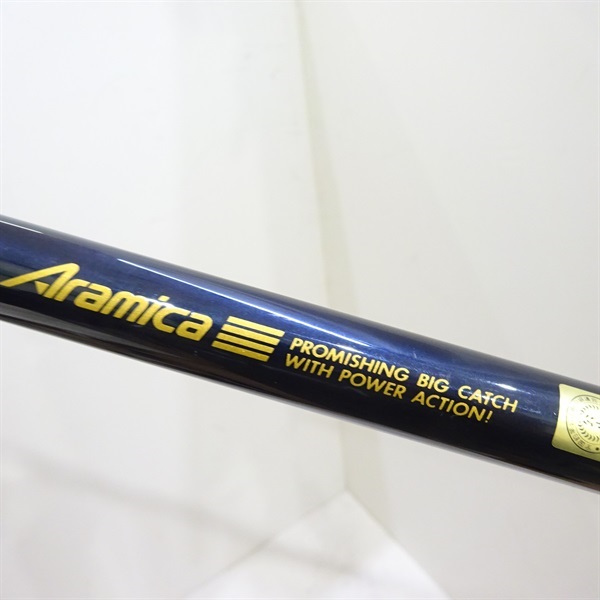 Aramica
PROMISHING BIG CATCH
WITH POWER ACTION!